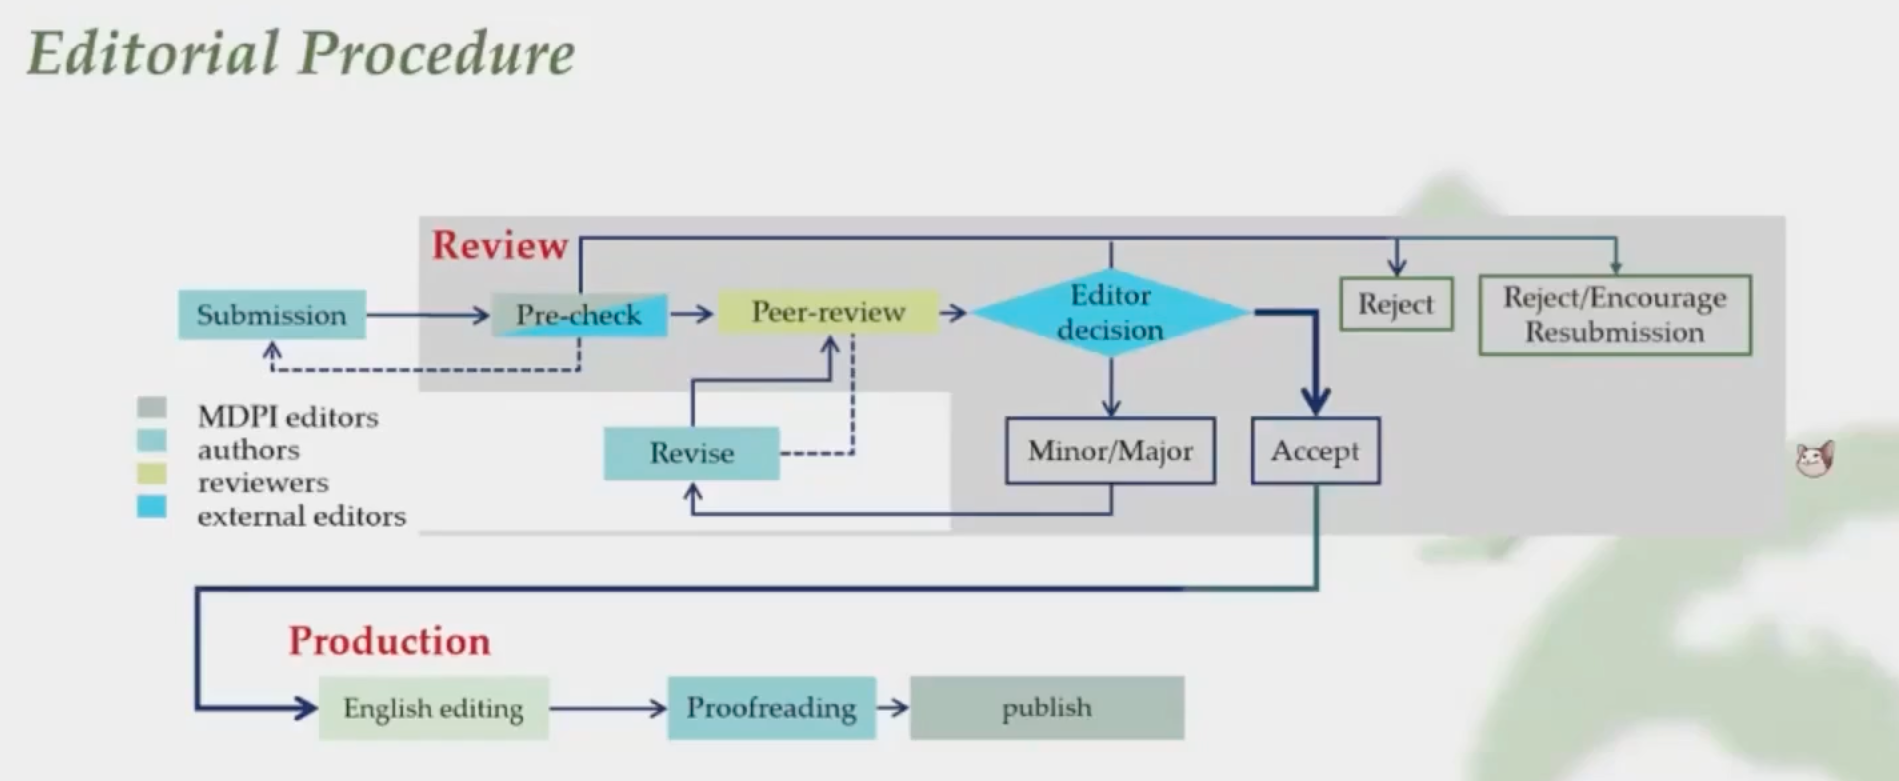 Editorial Procedure
Review
Submission
Pre-check
Peer-review
Editor
decision
Reject
Reject/Encourage
Resubmission
MDPI editors
authors
reviewers
external editors
Revise
Minor/Major
Accept
Production
English editing
Proofreading
publish